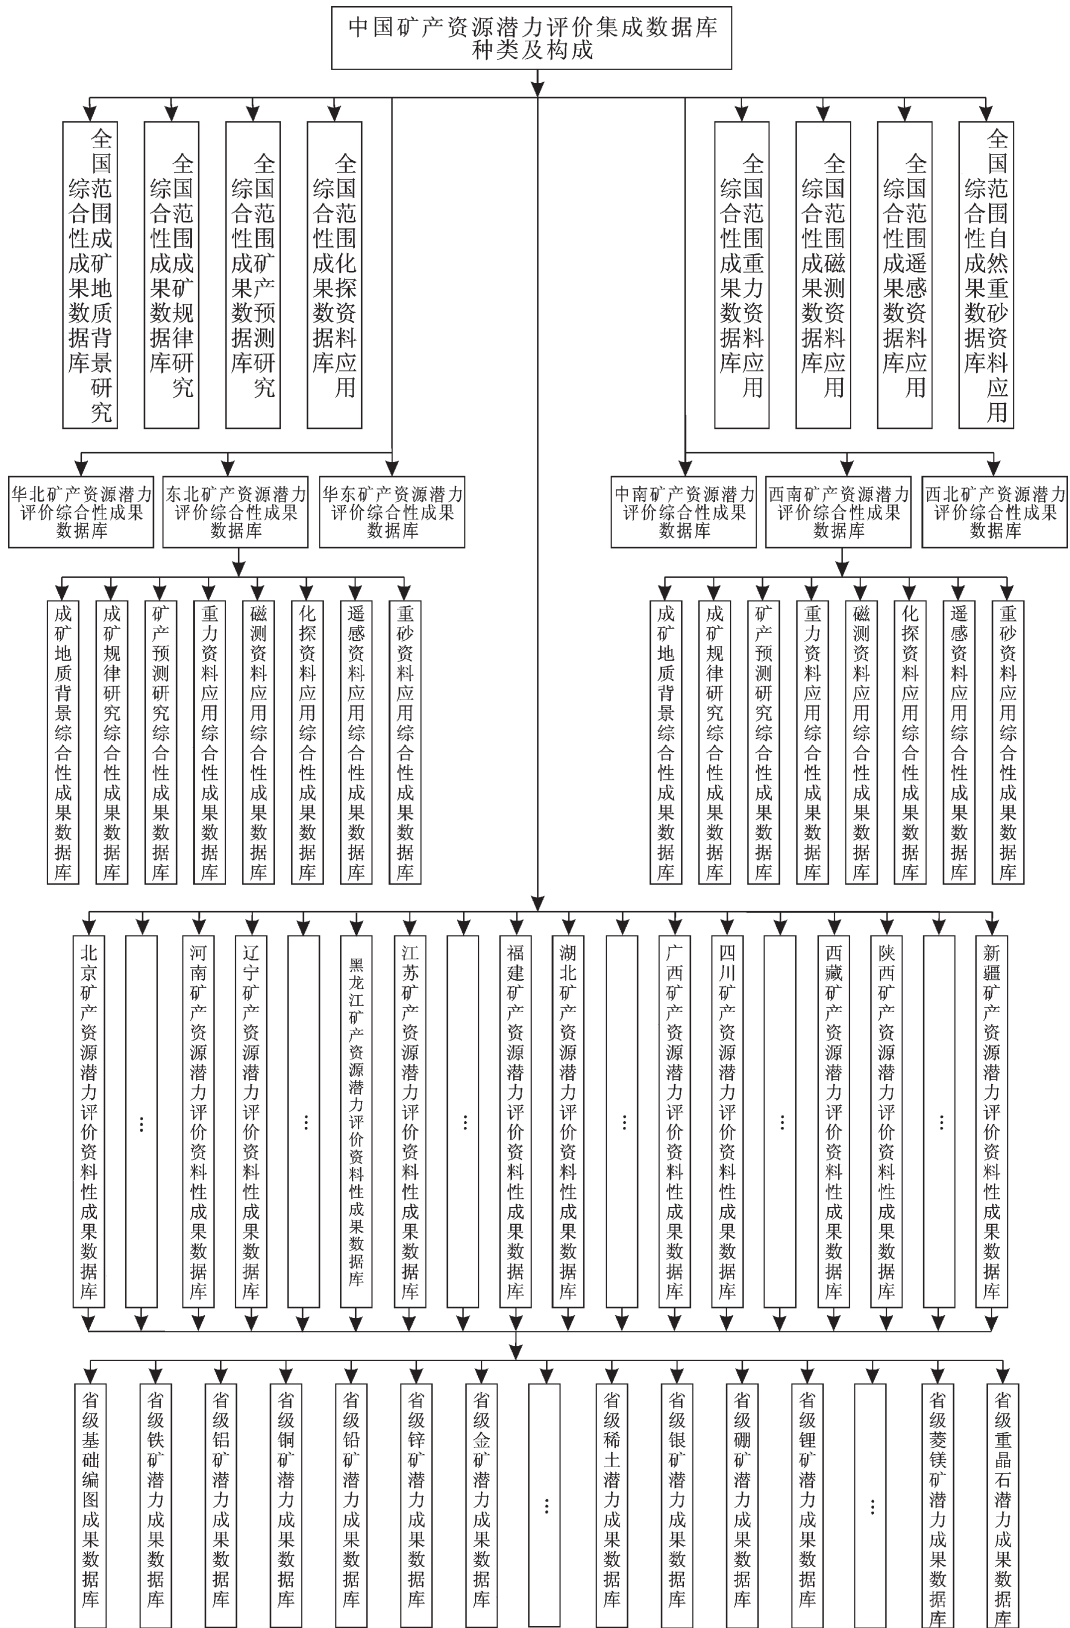 中国矿产资源潜力评价集成数据库
种类及构成
全国范围成矿地质背景研究
综合性成果数据库
全国范围成矿规律研究
综合性成果数据库
全国范围矿产预测研究
综合性成果数据库
全国范围化探资料应用
综合性成果数据库
全国范围重力资料应用
综合性成果数据库
全国范围磁测资料应用
综合性成果数据库
全国范围遥感资料应用
综合性成果数据库
全国范围自然重砂资料应用
综合性成果数据库
华北矿产资源潜力
评价综合性成果
数据库
东北矿产资源潜力
评价综合性成果
数据库
华东矿产资源潜力
评价综合性成果
数据库
中南矿产资源潜力
评价综合性成果
数据库
西南矿产资源潜力
评价综合性成果
数据库
西北矿产资源潜力
评价综合性成果
数据库
成矿地质背景综合性成果数据库
成矿规律研究综合性成果数据库
矿产预测研究综合性成果数据库
重力资料应用综合性成果数据库
磁测资料应用综合性成果数据库
化探资料应用综合性成果数据库
遥感资料应用综合性成果数据库
重砂资料应用综合性成果数据库
成矿地质背景综合性成果数据库
成矿规律研究综合性成果数据库
矿产预测研究综合性成果数据库
重力资料应用综合性成果数据库
磁测资料应用综合性成果数据库
化探资料应用综合性成果数据库
遥感资料应用综合性成果数据库
重砂资料应用综合性成果数据库
北京矿产资源潜力评价资料性成果数据库
…
河南矿产资源潜力评价资料性成果数据库
辽宁矿产资源潜力评价资料性成果数据库
…
黑龙江矿产资源潜力评价资料性成果数据库
江苏矿产资源潜力评价资料性成果数据库
…
福建矿产资源潜力评价资料性成果数据库
湖北矿产资源潜力评价资料性成果数据库
…
广西矿产资源潜力评价资料性成果数据库
四川矿产资源潜力评价资料性成果数据库
…
西藏矿产资源潜力评价资料性成果数据库
陕西矿产资源潜力评价资料性成果数据库
…
新疆矿产资源潜力评价资料性成果数据库
省级基础编图成果数据库
省级铁矿潜力成果数据库
省级铝矿潜力成果数据库
省级铜矿潜力成果数据库
省级铅矿潜力成果数据库
省级锌矿潜力成果数据库
省级金矿潜力成果数据库
…
省级稀土潜力成果数据库
省级银矿潜力成果数据库
省级硼矿潜力成果数据库
省级锂矿潜力成果数据库
…
省级菱镁矿潜力成果数据库
省级重晶石潜力成果数据库